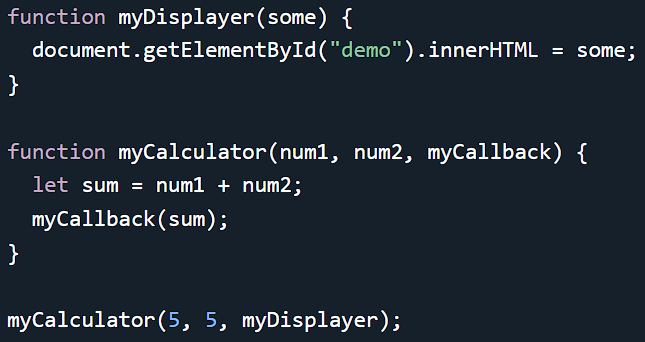 function myDisplayer(some) {
  document.getElementById("demo").innerHTML = some;
}

function myCalculator(num1, num2, myCallback) {
  let sum = num1 + num2;
  myCallback(sum);
}

myCalculator(5, 5, myDisplayer);